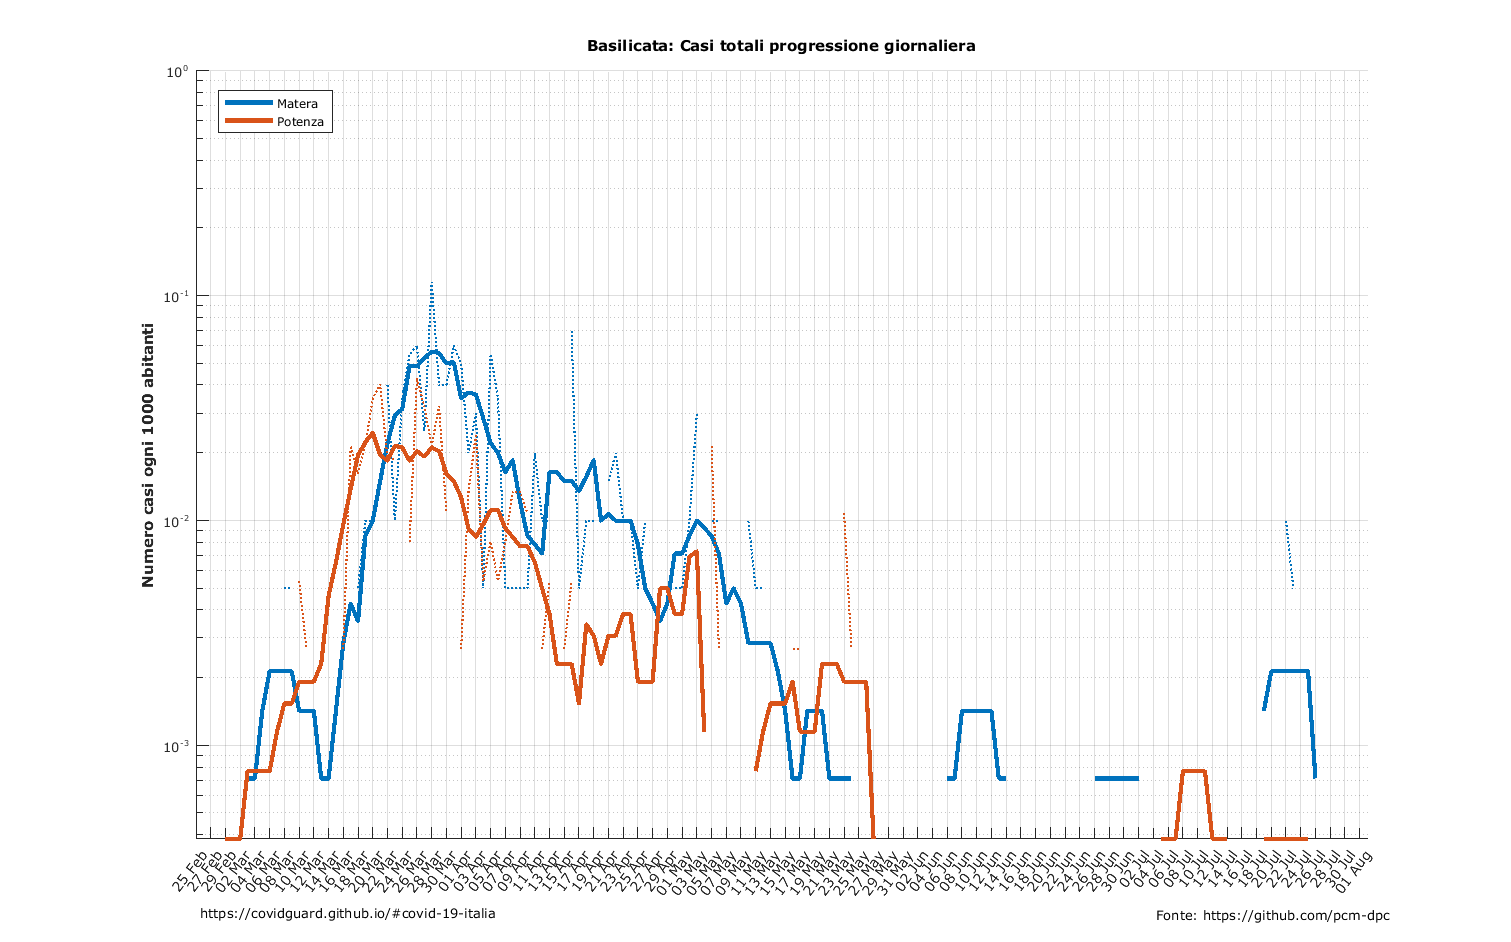 Basilicata: Casi totali progressione giornaliera
10^0
10^-1
10^-2
10^-3
Matera
Potenza
Numero casi ogni 1000 abitanti
25 Feb
27 Feb
29 Feb
02 Mar
04 Mar
06 Mar
08 Mar
10 Mar
12 Mar
14 Mar
16 Mar
18 Mar
20 Mar
22 Mar
24 Mar
26 Mar
28 Mar
30 Mar
01 Apr
03 Apr
05 Apr
07 Apr
09 Apr
11 Apr
13 Apr
15 Apr
17 Apr
19 Apr
21 Apr
23 Apr
25 Apr
27 Apr
29 Apr
01 May
03 May
05 May
07 May
09 May
11 May
13 May
15 May
17 May
19 May
21 May
23 May
25 May
27 May
29 May
31 May
02 Jun
04 Jun
06 Jun
08 Jun
10 Jun
12 Jun
14 Jun
16 Jun
18 Jun
20 Jun
22 Jun
24 Jun
26 Jun
28 Jun
30 Jun
02 Jul
04 Jul
06 Jul
08 Jul
10 Jul
12 Jul
14 Jul
16 Jul
18 Jul
20 Jul
22 Jul
24 Jul
26 Jul
28 Jul
30 Jul
01 Aug
https://covidguard.github.io/#covid-19-italia
Fonte: https://github.com/pcm-dpc